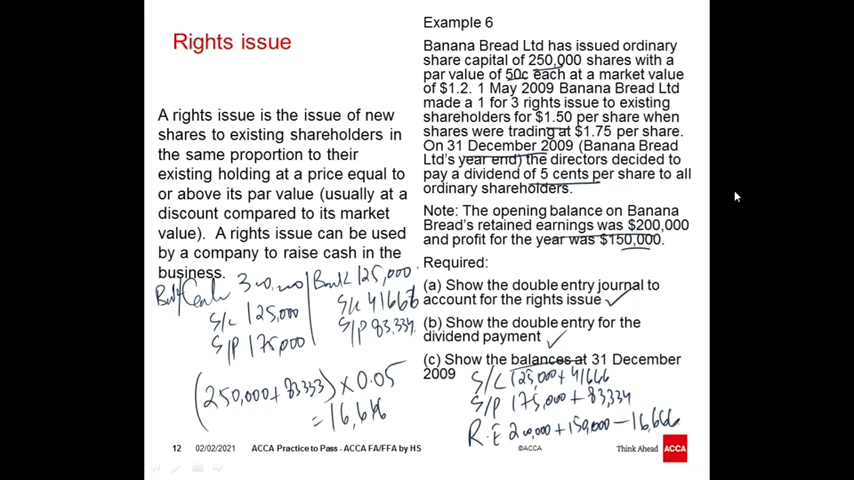 Rights issue
A rights issue is the issue of new
shares to existing shareholders in
the same proportion to their
existing holding at a price equal to
or above its par value (usually at a
discount compared to its market
value). A rights issue can be used
by a company to raise cash in the
business.
Cash 300,000
S/C 125,000
S/P 175,000
Bank 125,000
S/C 41666
S/P 83,334
(250,000 + 83333) × 0.05
= 16,666
Example 6
Banana Bread Ltd has issued ordinary
share capital of 250,000 shares with a
par value of 50c each at a market value
of $1.2. 1 May 2009 Banana Bread Ltd
made a 1 for 3 rights issue to existing
shareholders for $1.50 per share when
shares were trading at $1.75 per share.
On 31 December 2009 (Banana Bread
Ltd's year end) the directors decided to
pay a dividend of 5 cents per share to all
ordinary shareholders.
Note: The opening balance on Banana
Bread's retained earnings was $200,000
and profit for the year was $150,000.
Required:
(a) Show the double entry journal to
account for the rights issue
(b) Show the double entry for the
dividend payment
(c) Show the balances at 31 December
2009
S/C 125,000 + 41666
S/P 175,000 + 83,334
R.E 200,000 + 150,000 - 16,666
12 02/02/2021 ACCA Practice to Pass - ACCA FA/FFA by HS ©ACCA Think Ahead ACCA